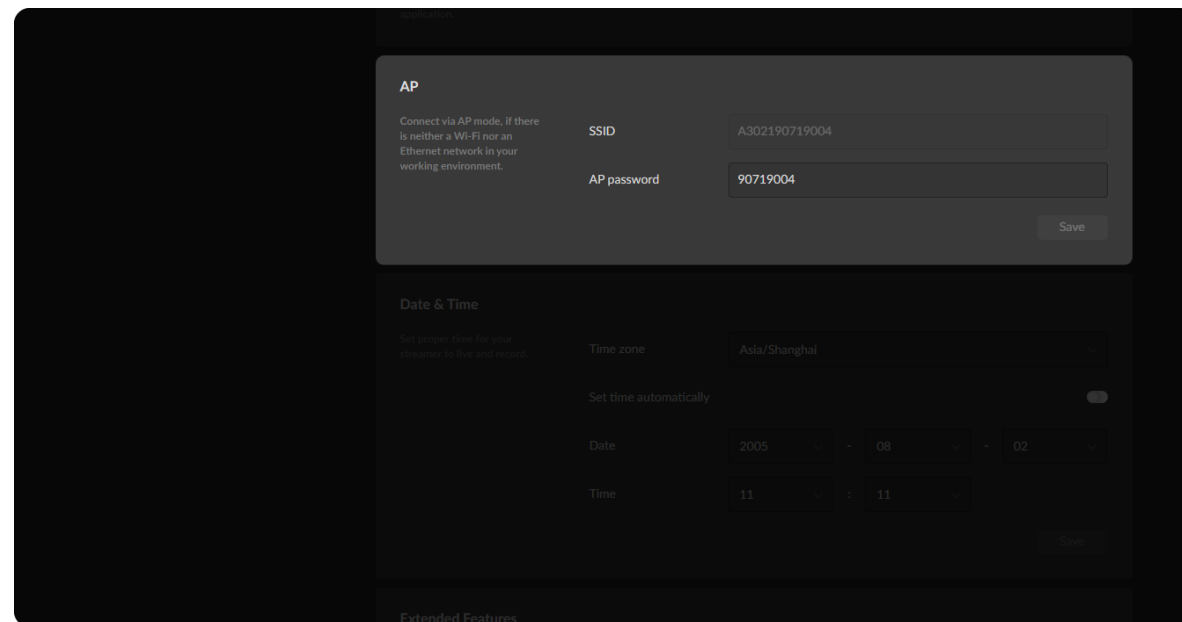 application.
AP
Connect via AP mode, if there
is neither a Wi-Fi nor an
Ethernet network in your
working environment.
SSID
A302190719004
AP password
90719004
Save
Date & Time
Set proper time for your
streamer to live and record.
Time zone
Asia/Shanghai
Set time automatically
Date
2005 - 08 - 02
Time
11 : 11
Save
Extended Features